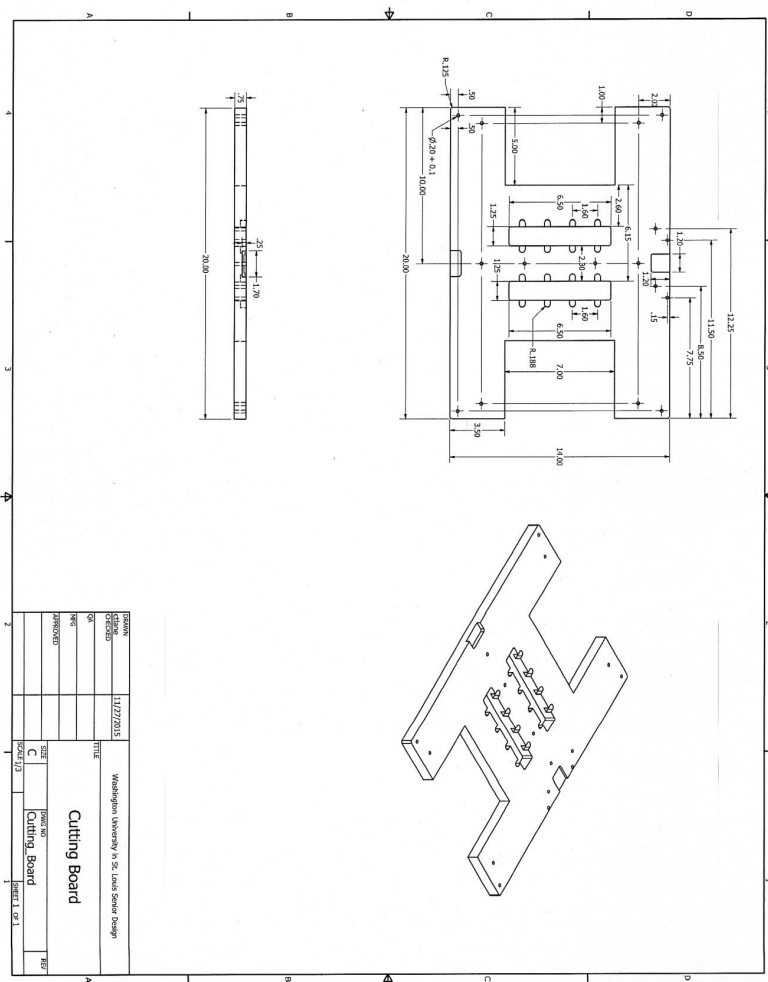 D
C
B
A
4
3
2
1
D
C
B
A
2.00
1.00
.50
.50
R.125
Ø.20 ± 0.1
10.00
5.00
6.50
1.25
1.60
2.60
6.15
2.30
1.25
1.60
6.50
R.188
7.00
1.20
1.20
.15
7.75
8.50
11.50
12.25
20.00
3.50
14.00
.75
.25
1.70
20.00
DRAWN
ctlane
11/27/2015
CHECKED
QA
MFG
APPROVED
Washington University in St. Louis Senior Design
TITLE
Cutting Board
SIZE
C
DWG NO
Cutting_Board
REV
SCALE 1/3
SHEET 1 OF 1